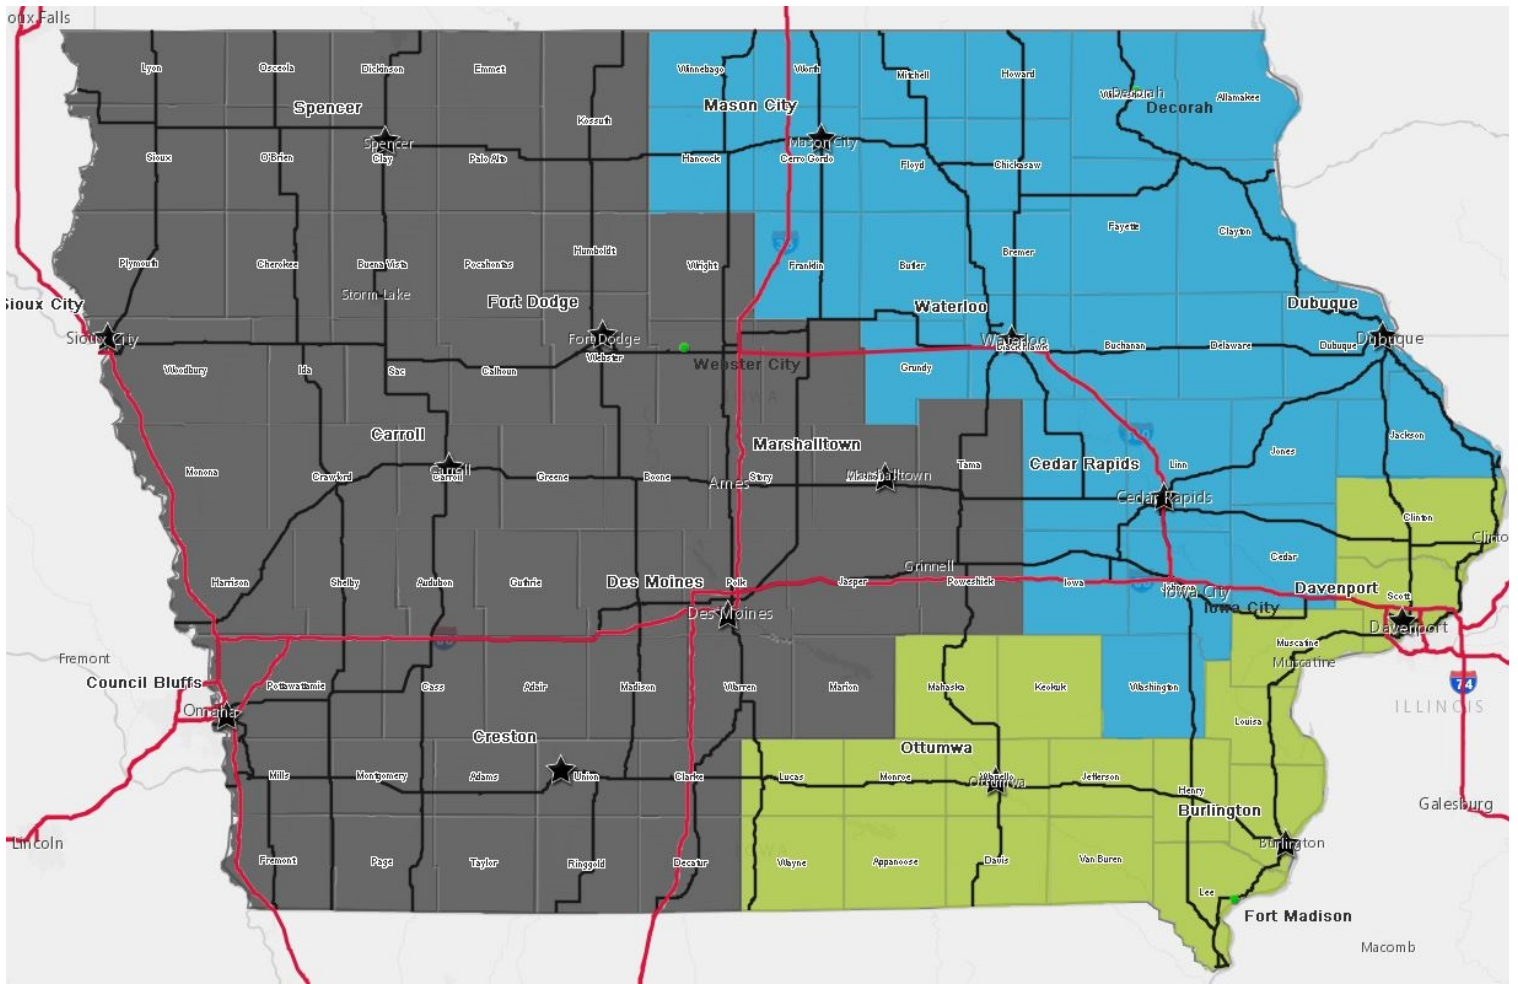 oux Falls
Lyon
Osceola
Dickinson
Emmet
Winnebago
Worth
Mitchell
Howard
Decorah
Allamakee
Spencer
Mason City
Decorah
Kossuth
Spencer
Mason City
Sioux
O'Brien
Clay
Palo Alto
Hancock
Cerro Gordo
Floyd
Chickasaw
Fayette
Clayton
Plymouth
Cherokee
Buena Vista
Pocahontas
Humboldt
Wright
Franklin
Butler
Bremer
Storm Lake
Sioux City
Fort Dodge
Waterloo
Dubuque
Sioux City
Fort Dodge
Waterloo
Dubuque
Webster
Black Hawk
Buchanan
Delaware
Dubuque
Webster City
Woodbury
Ida
Sac
Calhoun
Grundy
IOWA
Carroll
Marshalltown
Cedar Rapids
Jackson
Monona
Crawford
Carroll
Carroll
Greene
Boone
Ames
Story
Marshalltown
Tama
Linn
Jones
Cedar Rapids
Clinton
Clinto
Harrison
Shelby
Audubon
Guthrie
Des Moines
Polk
Jasper
Grinnell
Poweshiek
Iowa
Johnson
Iowa City
Cedar
Davenport
Scott
Des Moines
Iowa City
Davenport
Fremont
Muscatine
Muscatine
Council Bluffs
Pottawattamie
Cass
Adair
Madison
Warren
Marion
Mahaska
Keokuk
Washington
74
ILLINOIS
Omaha
Louisa
Creston
Ottumwa
Mills
Montgomery
Adams
Union
Clarke
Lucas
Monroe
Wapello
Ottumwa
Jefferson
Henry
Burlington
Galesburg
Lincoln
Burlington
Fremont
Page
Taylor
Ringgold
Decatur
Wayne
Appanoose
Davis
Van Buren
Lee
Fort Madison
Macomb